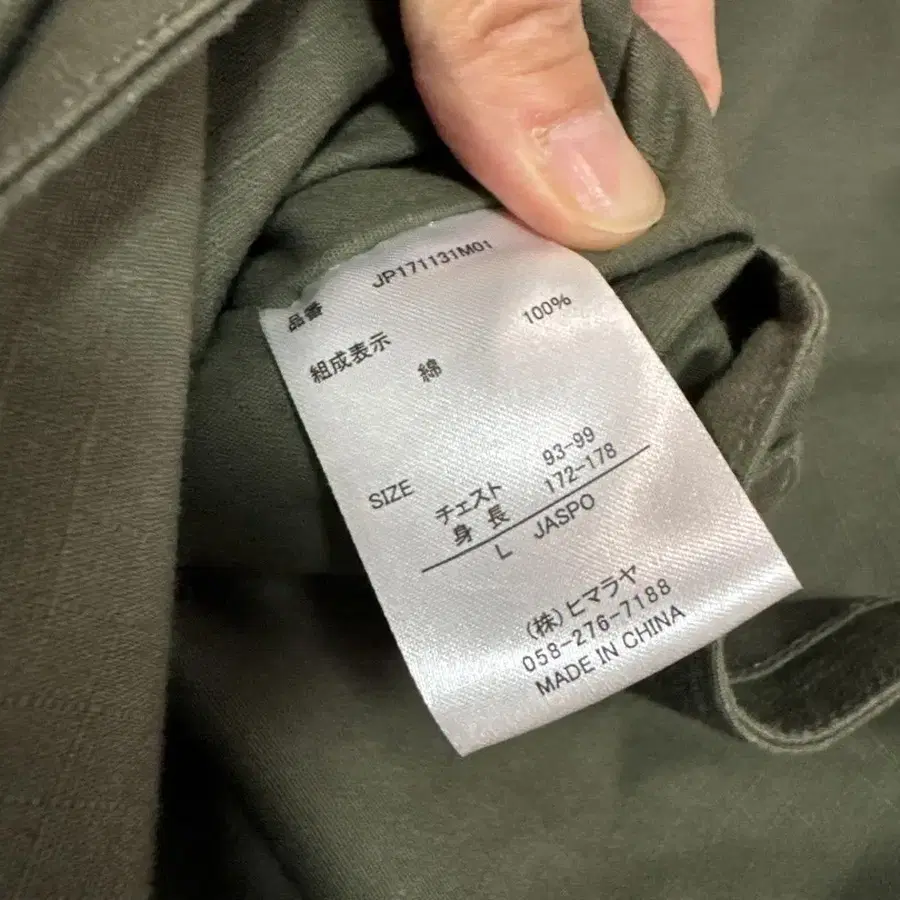 品番 JP171131M01
組成表示
綿 100%
SIZE
チェスト 93-99
身長 172-178
L JASPO
(株)ヒマラヤ
058-276-7188
MADE IN CHINA